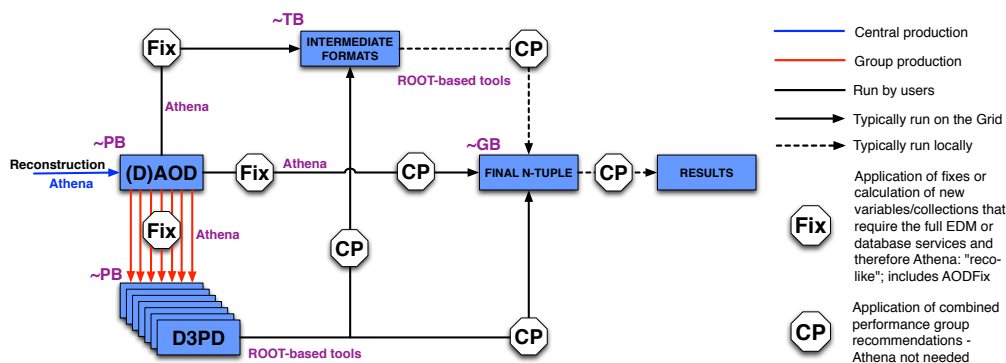 ~TB
Fix
INTERMEDIATE
FORMATS
CP
ROOT-based tools
Athena
~PB
Reconstruction
Athena
(D)AOD
Fix
Athena
CP
~GB
FINAL N-TUPLE
CP
RESULTS
Fix
Athena
CP
~PB
D3PD
ROOT-based tools
CP
Central production
Group production
Run by users
Typically run on the Grid
Typically run locally
Fix
Application of fixes or
calculation of new
variables/collections that
require the full EDM or
database services and
therefore Athena: "reco-
like"; includes AODFix
CP
Application of combined
performance group
recommendations -
Athena not needed